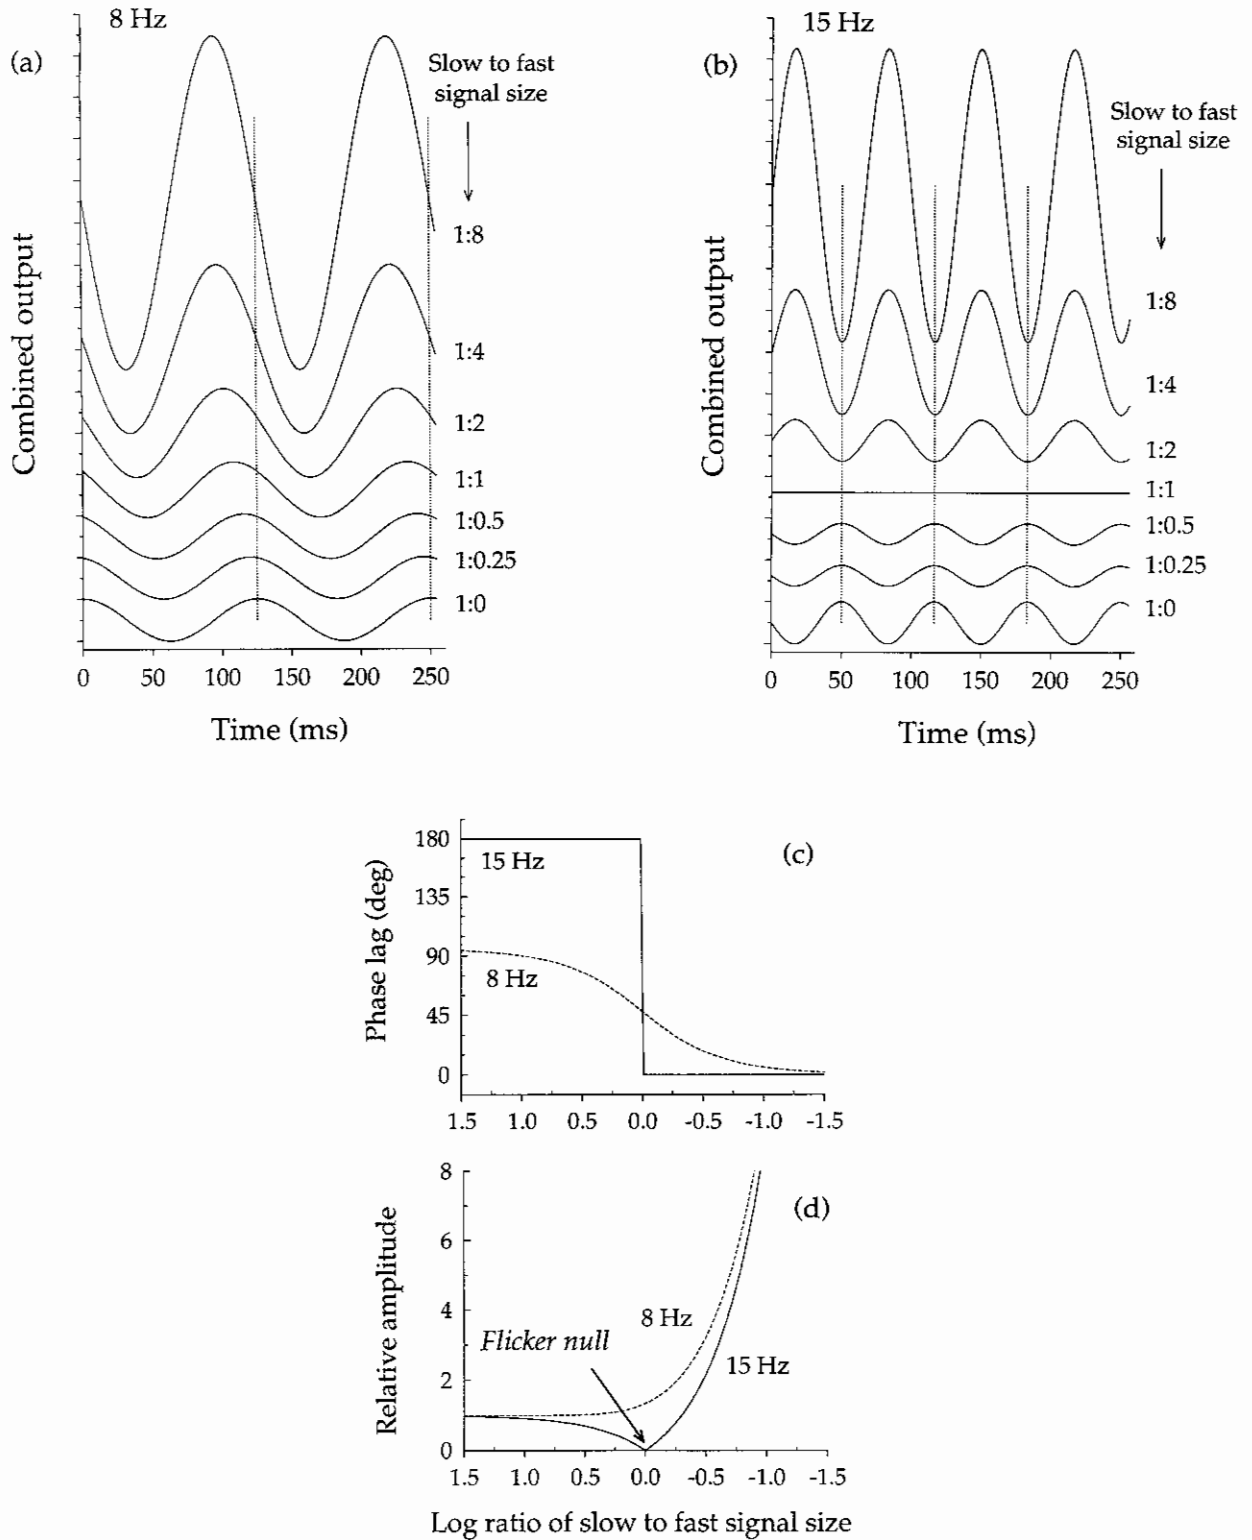 (a)
8 Hz
Slow to fast
signal size
1:8
1:4
1:2
1:1
1:0.5
1:0.25
1:0
Combined output
0 50 100 150 200 250
Time (ms)
(b)
15 Hz
Slow to fast
signal size
1:8
1:4
1:2
1:1
1:0.5
1:0.25
1:0
Combined output
0 50 100 150 200 250
Time (ms)
(c)
180
135
90
45
0
Phase lag (deg)
15 Hz
8 Hz
1.5 1.0 0.5 0.0 -0.5 -1.0 -1.5
(d)
8
6
4
2
0
Relative amplitude
Flicker null
8 Hz
15 Hz
1.5 1.0 0.5 0.0 -0.5 -1.0 -1.5
Log ratio of slow to fast signal size